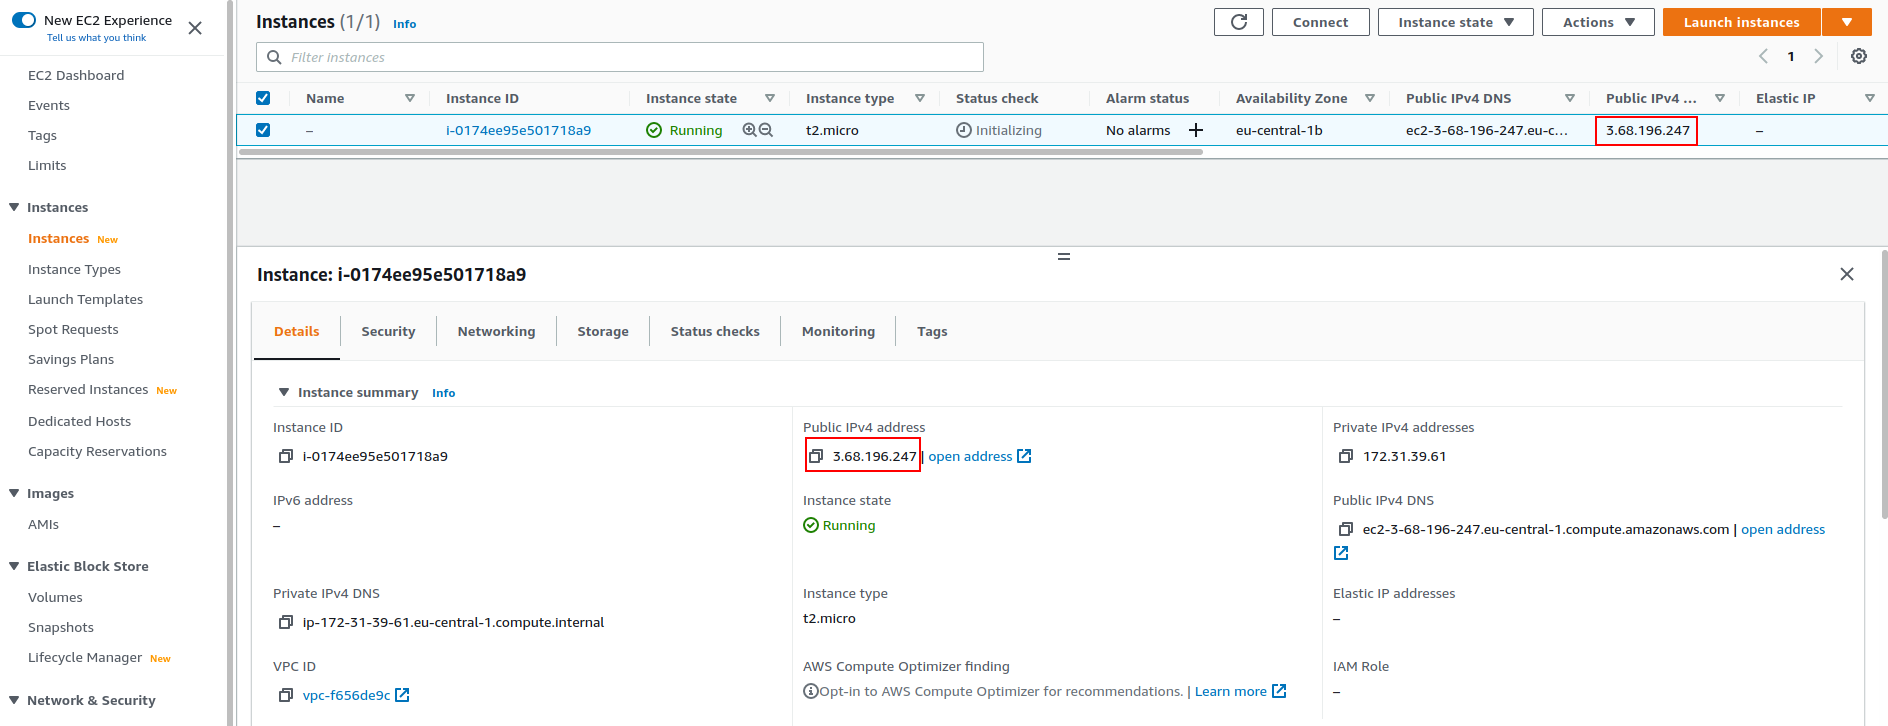 New EC2 Experience
Tell us what you think
EC2 Dashboard
Events
Tags
Limits
Instances
Instances New
Instance Types
Launch Templates
Spot Requests
Savings Plans
Reserved Instances New
Dedicated Hosts
Capacity Reservations
Images
AMIs
Elastic Block Store
Volumes
Snapshots
Lifecycle Manager New
Network & Security
Instances (1/1) Info
Connect
Instance state
Actions
Launch instances
Filter instances
1
Name Instance ID Instance state Instance type Status check Alarm status Availability Zone Public IPv4 DNS Public IPv4 ... Elastic IP
– i-0174ee95e501718a9 Running t2.micro Initializing No alarms + eu-central-1b ec2-3-68-196-247.eu-c... 3.68.196.247 –
Instance: i-0174ee95e501718a9
Details Security Networking Storage Status checks Monitoring Tags
Instance summary Info
Instance ID
i-0174ee95e501718a9
Public IPv4 address
3.68.196.247 | open address
Private IPv4 addresses
172.31.39.61
IPv6 address
–
Instance state
Running
Public IPv4 DNS
ec2-3-68-196-247.eu-central-1.compute.amazonaws.com | open address
Private IPv4 DNS
ip-172-31-39-61.eu-central-1.compute.internal
Instance type
t2.micro
Elastic IP addresses
–
VPC ID
vpc-f656de9c
AWS Compute Optimizer finding
Opt-in to AWS Compute Optimizer for recommendations. | Learn more
IAM Role
–